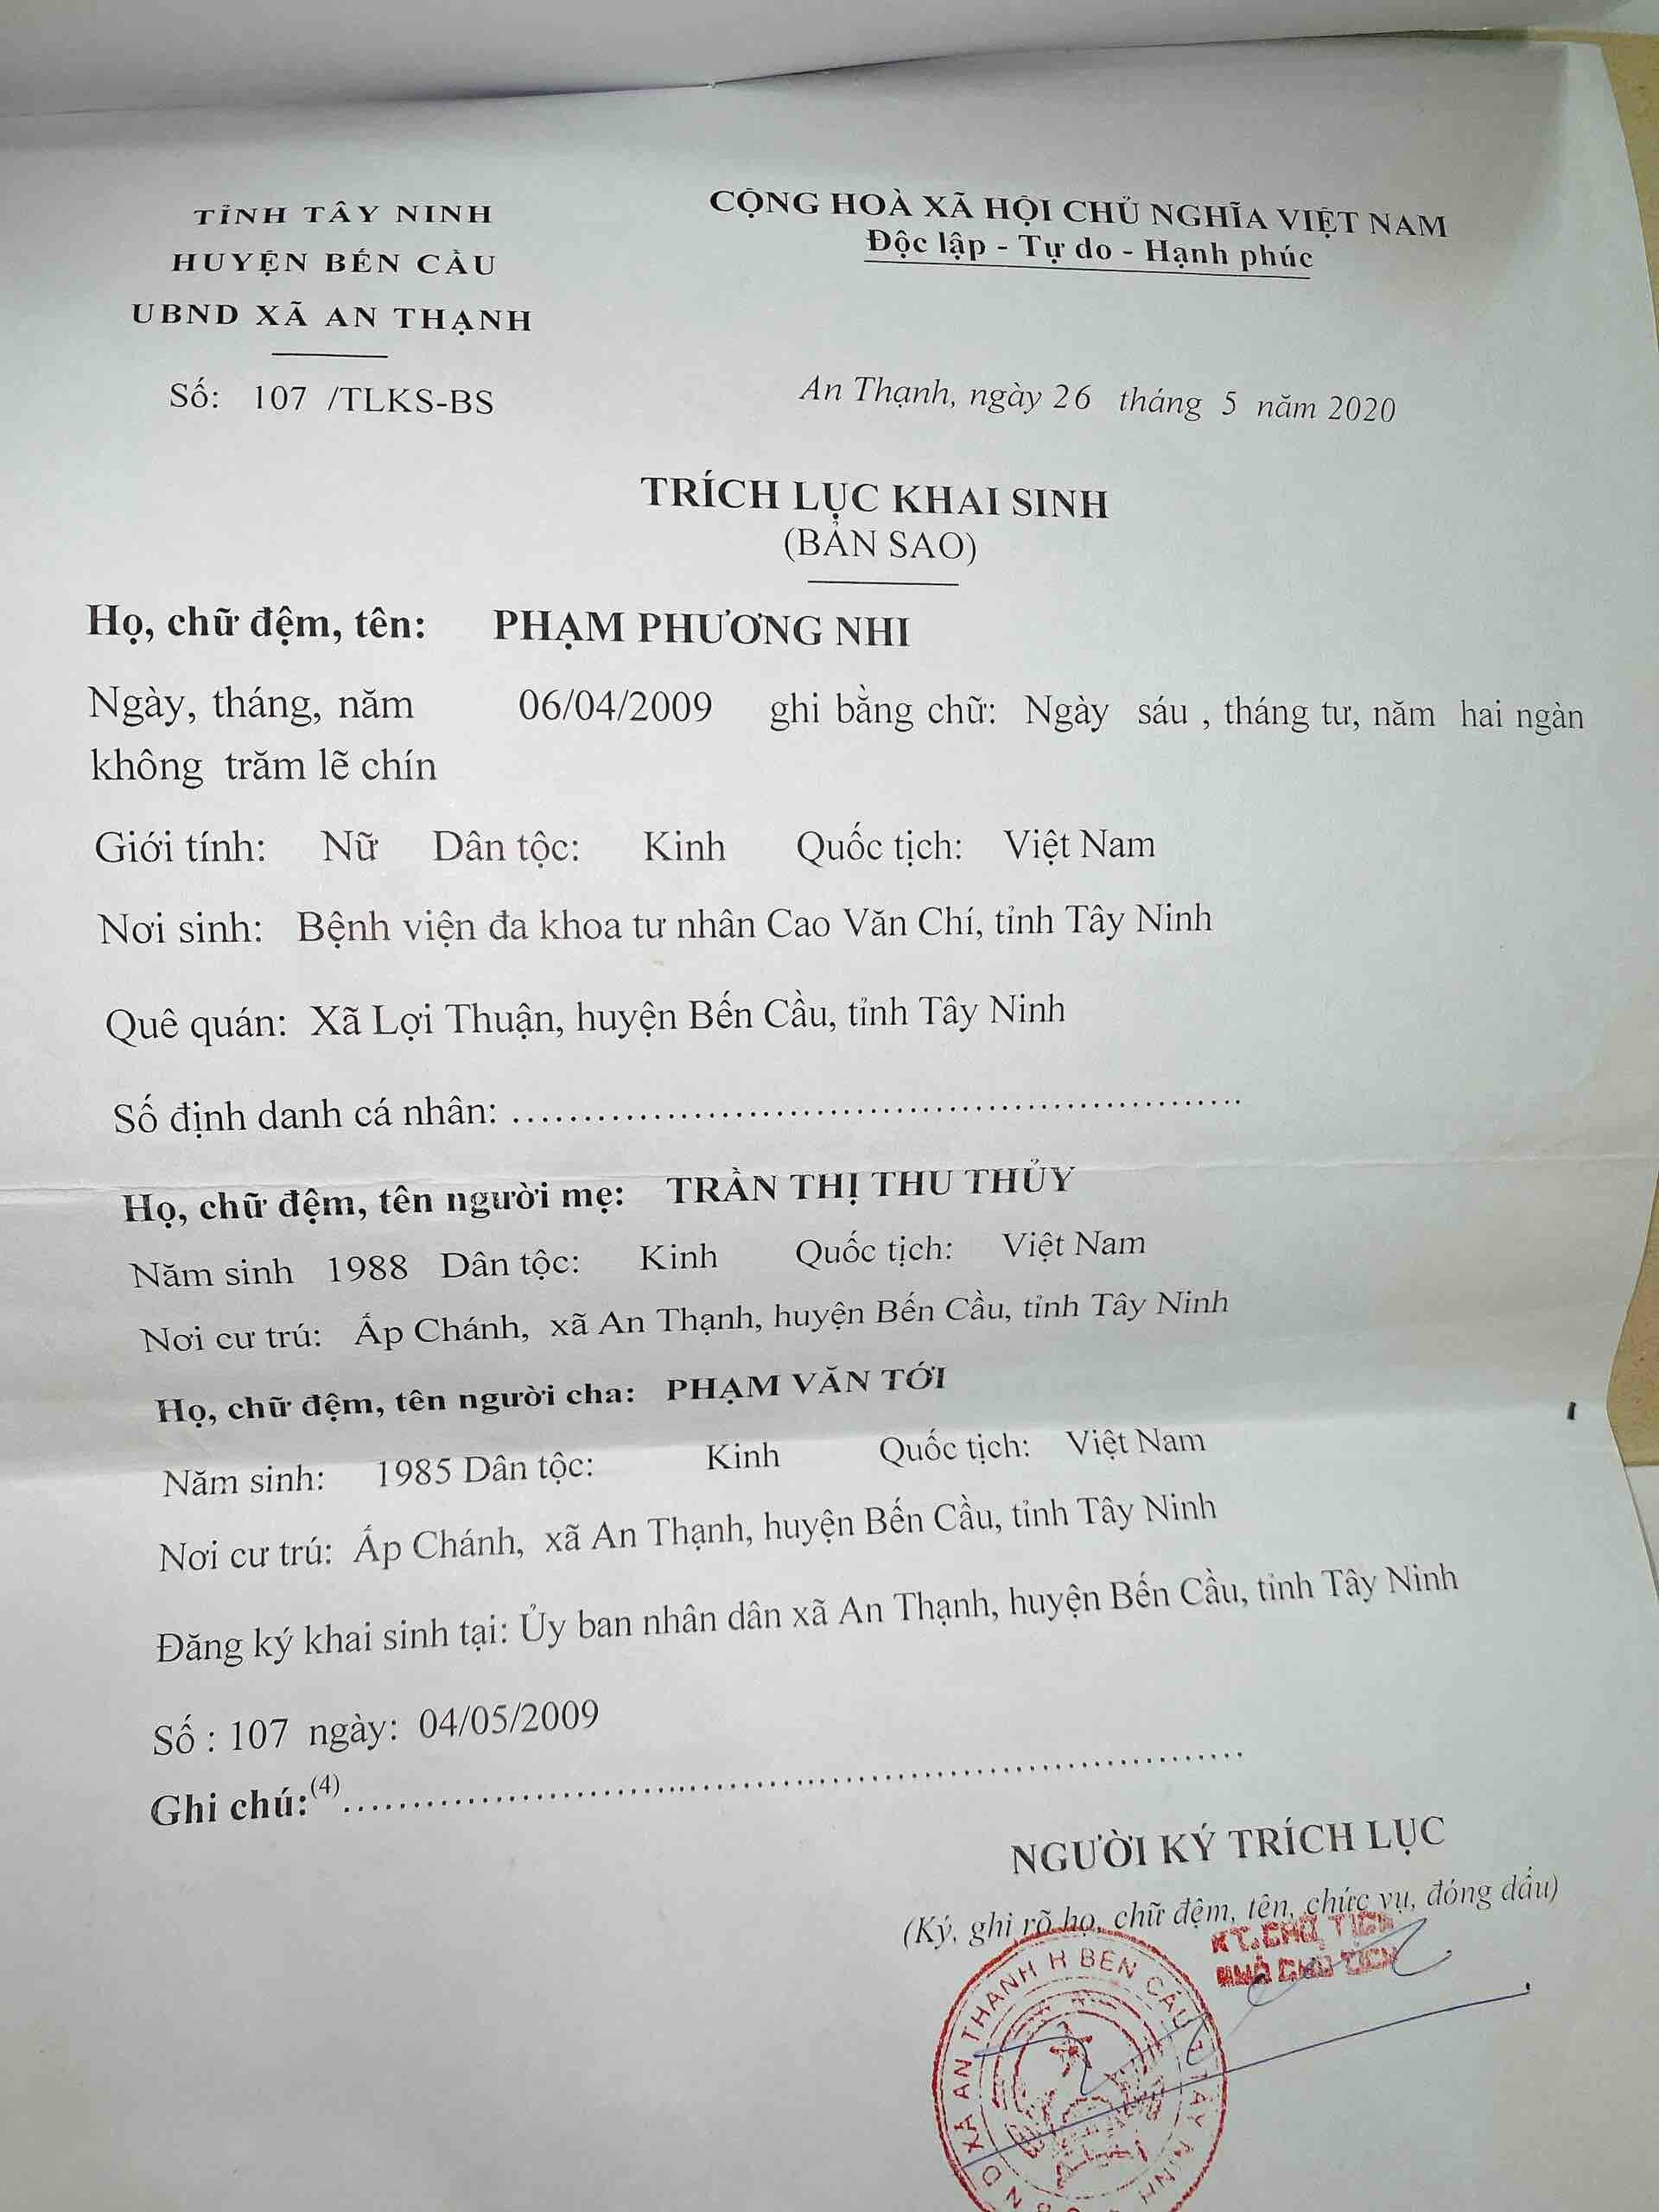 TỈNH TÂY NINH
HUYỆN BẾN CẦU
UBND XÃ AN THẠNH
Số: 107 /TLKS-BS
CỘNG HOÀ XÃ HỘI CHỦ NGHĨA VIỆT NAM
Độc lập - Tự do - Hạnh phúc
An Thạnh, ngày 26 tháng 5 năm 2020
TRÍCH LỤC KHAI SINH
(BẢN SAO)
Họ, chữ đệm, tên: PHẠM PHƯƠNG NHI
Ngày, tháng, năm 06/04/2009 ghi bằng chữ: Ngày sáu , tháng tư, năm hai ngàn
không trăm lẽ chín
Giới tính: Nữ Dân tộc: Kinh Quốc tịch: Việt Nam
Nơi sinh: Bệnh viện đa khoa tư nhân Cao Văn Chí, tỉnh Tây Ninh
Quê quán: Xã Lợi Thuận, huyện Bến Cầu, tỉnh Tây Ninh
Số định danh cá nhân: ..............................................................
Họ, chữ đệm, tên người mẹ: TRẦN THỊ THU THỦY
Năm sinh 1988 Dân tộc: Kinh Quốc tịch: Việt Nam
Nơi cư trú: Ấp Chánh, xã An Thạnh, huyện Bến Cầu, tỉnh Tây Ninh
Họ, chữ đệm, tên người cha: PHẠM VĂN TỚI
Năm sinh: 1985 Dân tộc: Kinh Quốc tịch: Việt Nam
Nơi cư trú: Ấp Chánh, xã An Thạnh, huyện Bến Cầu, tỉnh Tây Ninh
Đăng ký khai sinh tại: Ủy ban nhân dân xã An Thạnh, huyện Bến Cầu, tỉnh Tây Ninh
Số : 107 ngày: 04/05/2009
Ghi chú:(4)..............................................................
NGƯỜI KÝ TRÍCH LỤC
(Ký, ghi rõ họ, chữ đệm, tên, chức vụ, đóng dấu)
KT.CHỦ TỊCH
PHÓ CHỦ TỊCH
XÃ AN THẠNH H BẾN CẦU T TÂY NINH